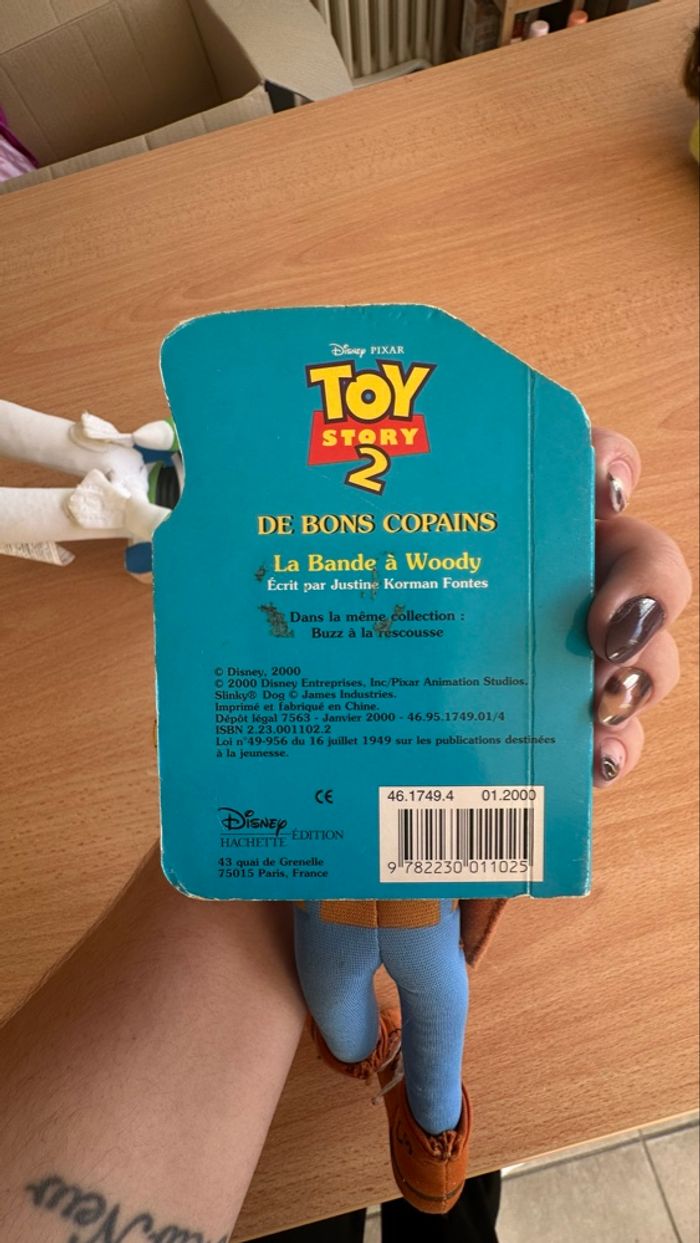 Disney PIXAR
TOY
STORY
2
DE BONS COPAINS
La Bande à Woody
Écrit par Justine Korman Fontes
Dans la même collection :
Buzz à la rescousse
© Disney, 2000
© 2000 Disney Entreprises, Inc/Pixar Animation Studios.
Slinky® Dog © James Industries.
Imprimé et fabriqué en Chine.
Dépôt légal 7563 - Janvier 2000 - 46.95.1749.01/4
ISBN 2.23.001102.2
Loi n°49-956 du 16 juillet 1949 sur les publications destinées
à la jeunesse.
CE
46.1749.4 01.2000
Disney
HACHETTE ÉDITION
43 quai de Grenelle
75015 Paris, France
9 782230 011025